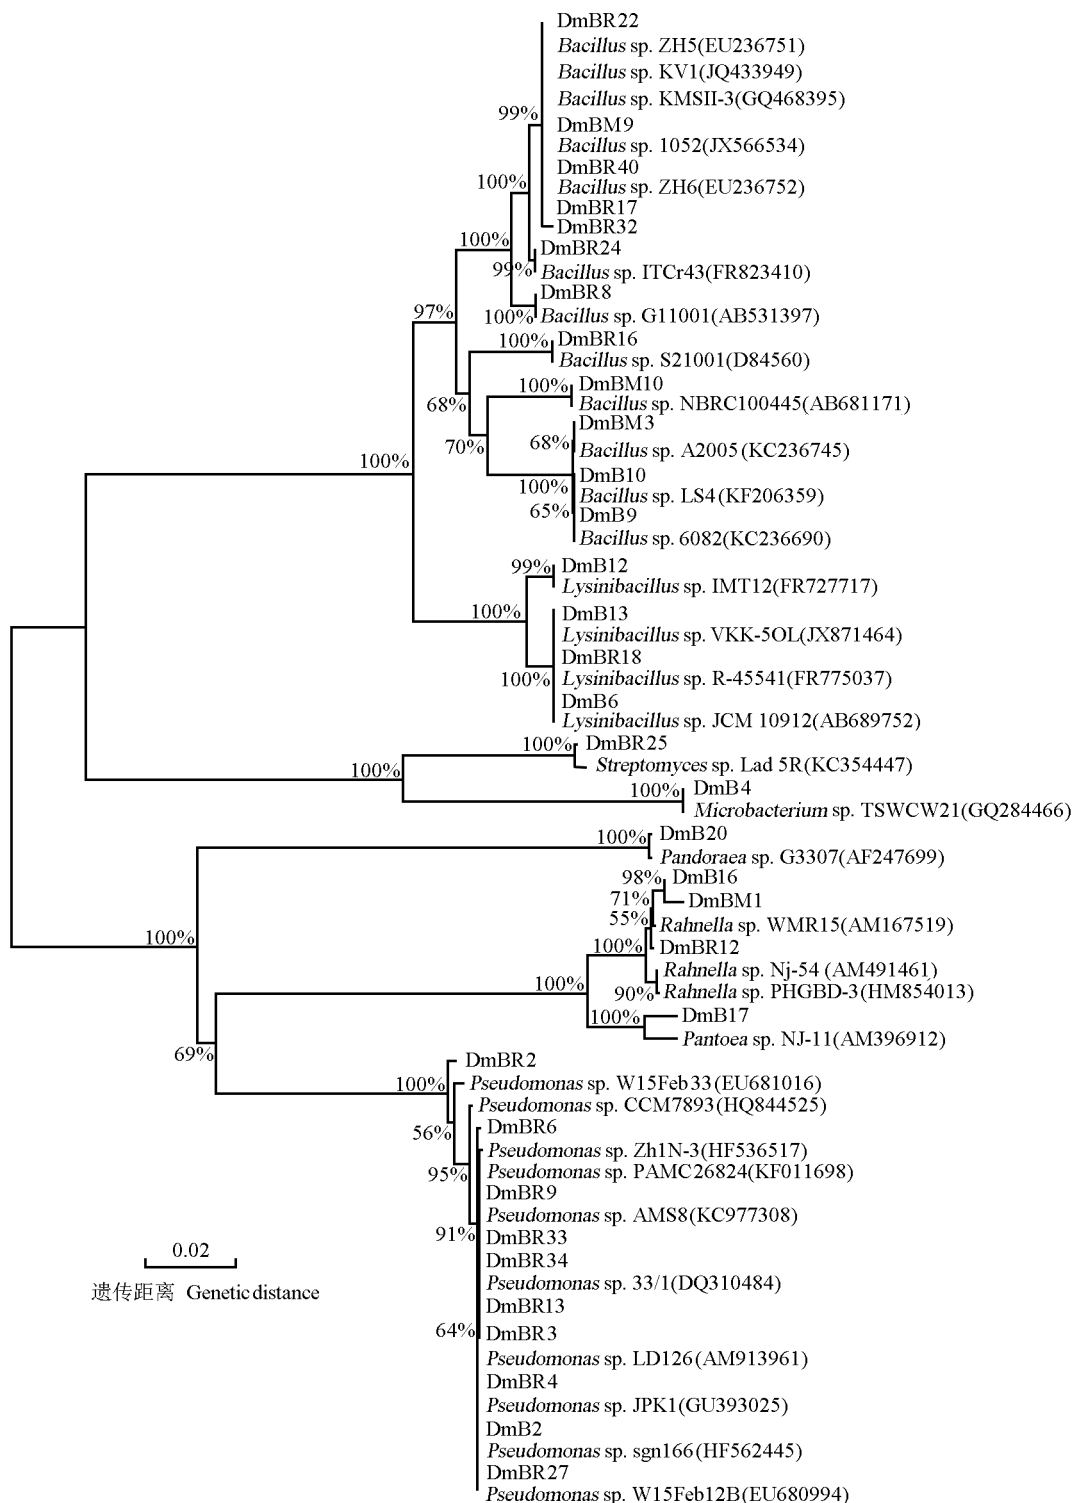 DmBR22
Bacillus sp. ZH5(EU236751)
Bacillus sp. KV1(JQ433949)
Bacillus sp. KMSII-3(GQ468395)
99%
DmBM9
Bacillus sp. 1052(JX566534)
DmBR40
100%
Bacillus sp. ZH6(EU236752)
DmBR17
DmBR32
100%
DmBR24
99%
Bacillus sp. ITCr43(FR823410)
DmBR8
97%
100%
Bacillus sp. G11001(AB531397)
100%
DmBR16
Bacillus sp. S21001(D84560)
100%
DmBM10
68%
Bacillus sp. NBRC100445(AB681171)
DmBM3
70%
68%
Bacillus sp. A2005(KC236745)
100%
DmB10
100%
Bacillus sp. LS4(KF206359)
65%
DmB9
Bacillus sp. 6082(KC236690)
99%
DmB12
Lysinibacillus sp. IMT12(FR727717)
100%
DmB13
Lysinibacillus sp. VKK-5OL(JX871464)
DmBR18
100%
Lysinibacillus sp. R-45541(FR775037)
DmB6
Lysinibacillus sp. JCM 10912(AB689752)
100%
DmBR25
100%
Streptomyces sp. Lad 5R(KC354447)
100%
DmB4
Microbacterium sp. TSWCW21(GQ284466)
100%
DmB20
Pandoraea sp. G3307(AF247699)
98%
DmB16
71%
DmBM1
55%
Rahnella sp. WMR15(AM167519)
100%
100%
DmBR12
Rahnella sp. Nj-54 (AM491461)
100%
90%
Rahnella sp. PHGBD-3(HM854013)
100%
DmB17
Pantoea sp. NJ-11(AM396912)
69%
DmBR2
100%
Pseudomonas sp. W15Feb33(EU681016)
Pseudomonas sp. CCM7893(HQ844525)
56%
DmBR6
Pseudomonas sp. Zh1N-3(HF536517)
95%
Pseudomonas sp. PAMC26824(KF011698)
DmBR9
Pseudomonas sp. AMS8(KC977308)
91%
DmBR33
0.02
DmBR34
遗传距离 Genetic distance
Pseudomonas sp. 33/1(DQ310484)
DmBR13
64%
DmBR3
Pseudomonas sp. LD126(AM913961)
DmBR4
Pseudomonas sp. JPK1(GU393025)
DmB2
Pseudomonas sp. sgn166(HF562445)
DmBR27
Pseudomonas sp. W15Feb12B(EU680994)